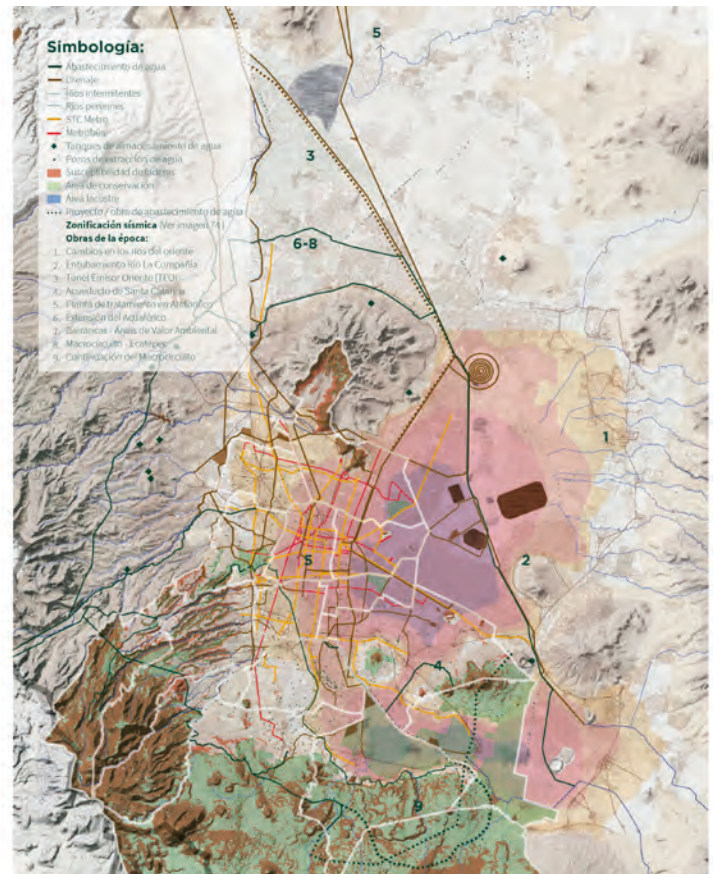 Simbología:
Abastecimiento de agua
Drenaje
Ríos intermitentes
Ríos perennes
STC Metro
Metrobús
Tanques de almacenamiento de agua
Pozos de extracción de agua
Susceptibilidad de laderas
Área de conservación
Área lacustre
Proyecto / obra de abastecimiento de agua
Zonificación sísmica (Ver imagen 74)
Obras de la época:
1. Cambios en los ríos del oriente
2. Entubamiento Río La Compañía
3. Túnel Emisor Oriente (TEO)
4. Acueducto de Santa Catarina
5. Planta de tratamiento en Atotonilco
6. Extensión del Acuaférico
7. Barrancas - Áreas de Valor Ambiental
8. Macrocircuito - Ecatepec
9. Continuación del Macrocircuito
5
3
6-8
1
2
5
4
9